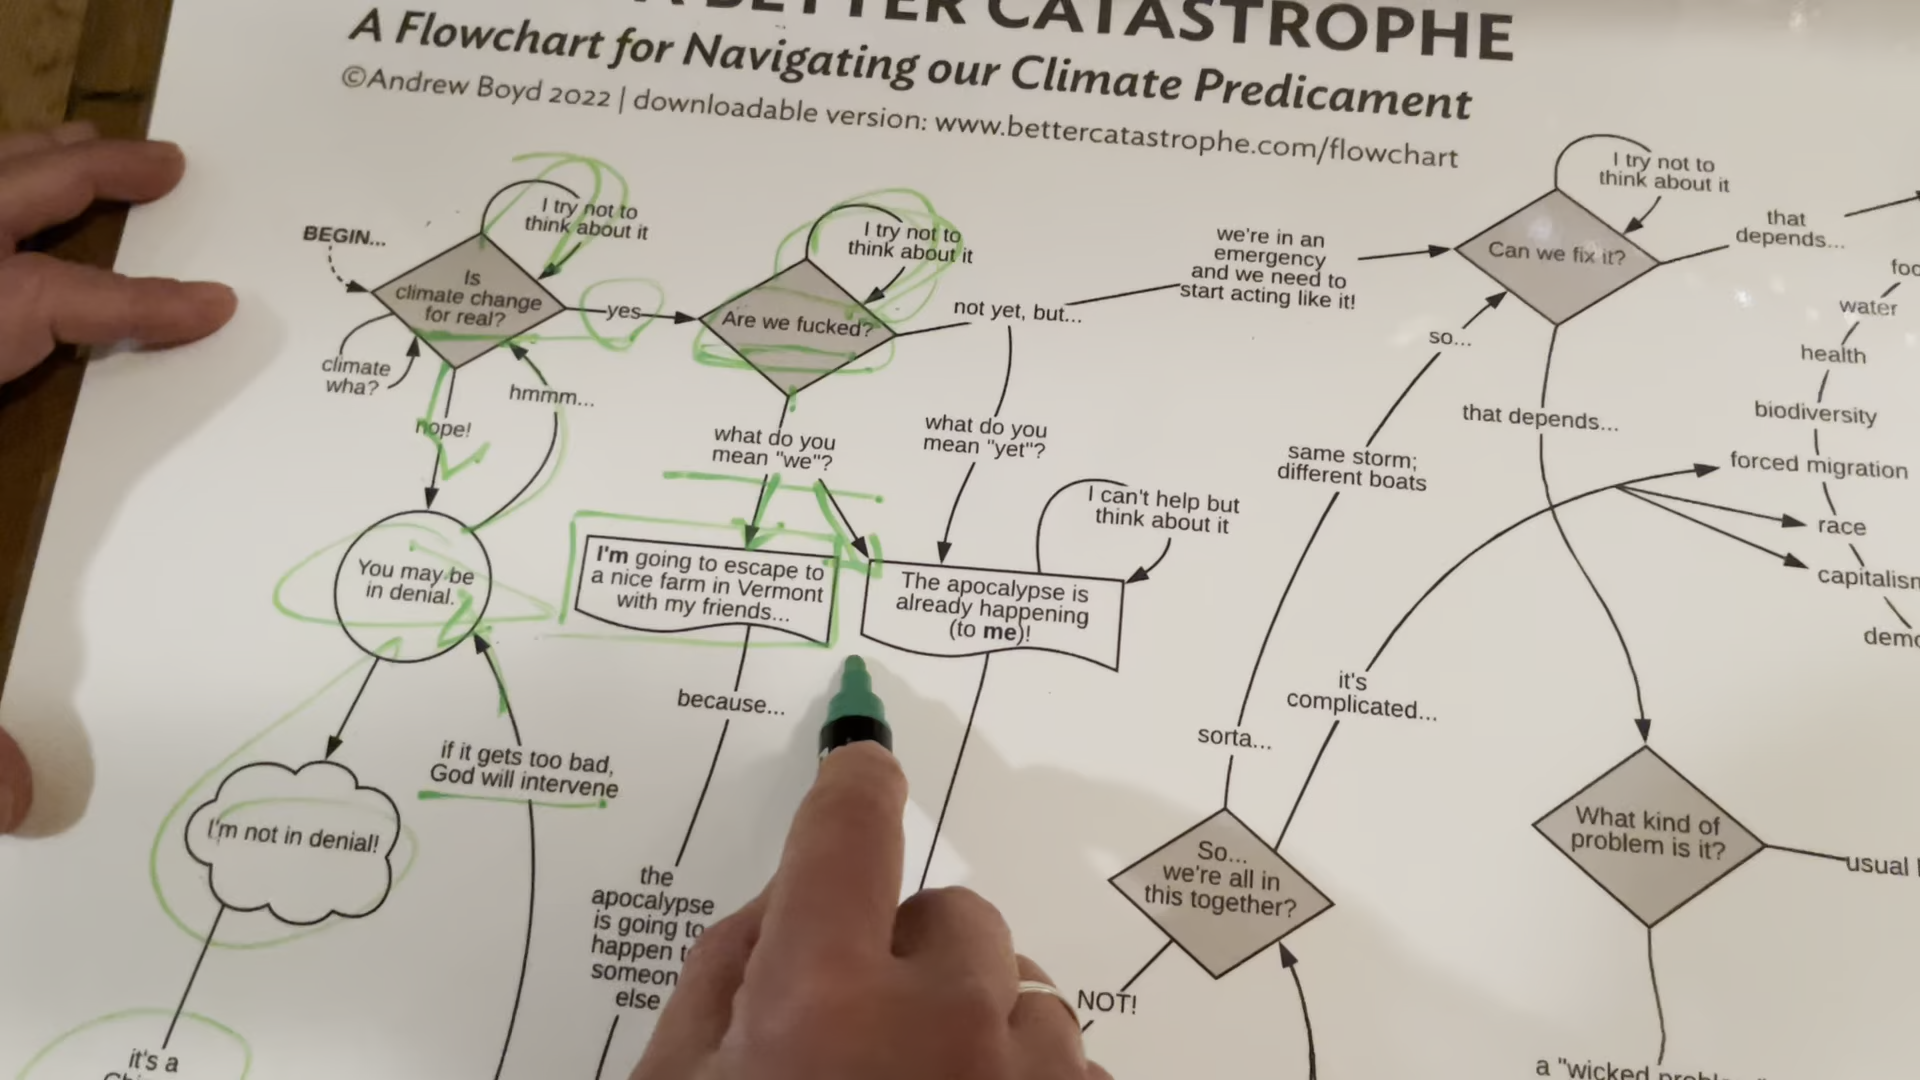 BETTER CATASTROPHE
A Flowchart for Navigating our Climate Predicament
©Andrew Boyd 2022 | downloadable version: www.bettercatastrophe.com/flowchart
BEGIN...
I try not to
think about it
Is
climate change
for real?
yes
climate
wha?
nope!
hmmm...
I try not to
think about it
Are we fucked?
not yet, but...
we're in an
emergency
and we need to
start acting like it!
I try not to
think about it
Can we fix it?
that
depends...
water
health
biodiversity
forced migration
race
what do you
mean "we"?
what do you
mean "yet"?
I can't help but
think about it
so...
same storm;
different boats
that depends...
You may be
in denial.
I'm going to escape to
a nice farm in Vermont
with my friends...
The apocalypse is
already happening
(to me)!
because...
it's
complicated...
sorta...
if it gets too bad,
God will intervene
I'm not in denial!
the
apocalypse
is going to
happen
else
So...
we're all in
this together?
What kind of
problem is it?
usual
NOT!
it's a
a "wicked